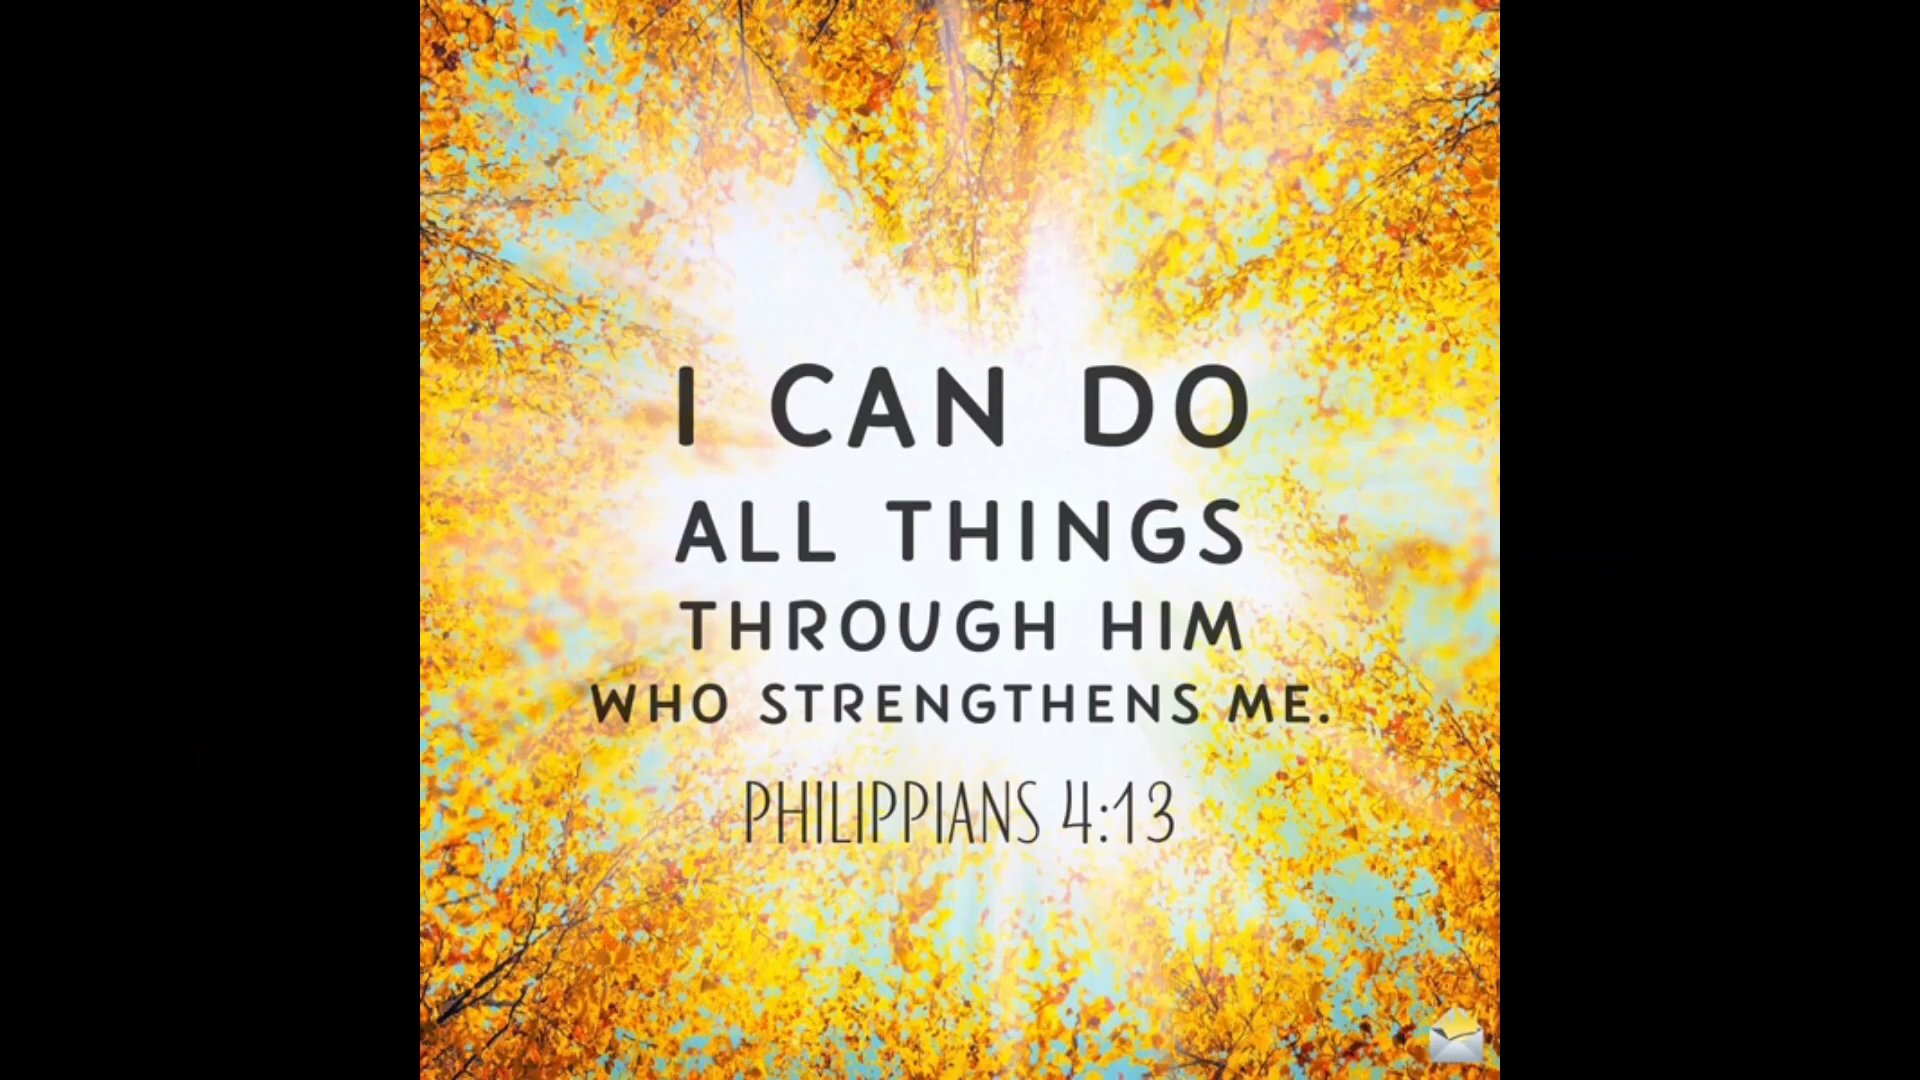 I CAN DO
ALL THINGS
THROUGH HIM
WHO STRENGTHENS ME.
PHILIPPIANS 4:13